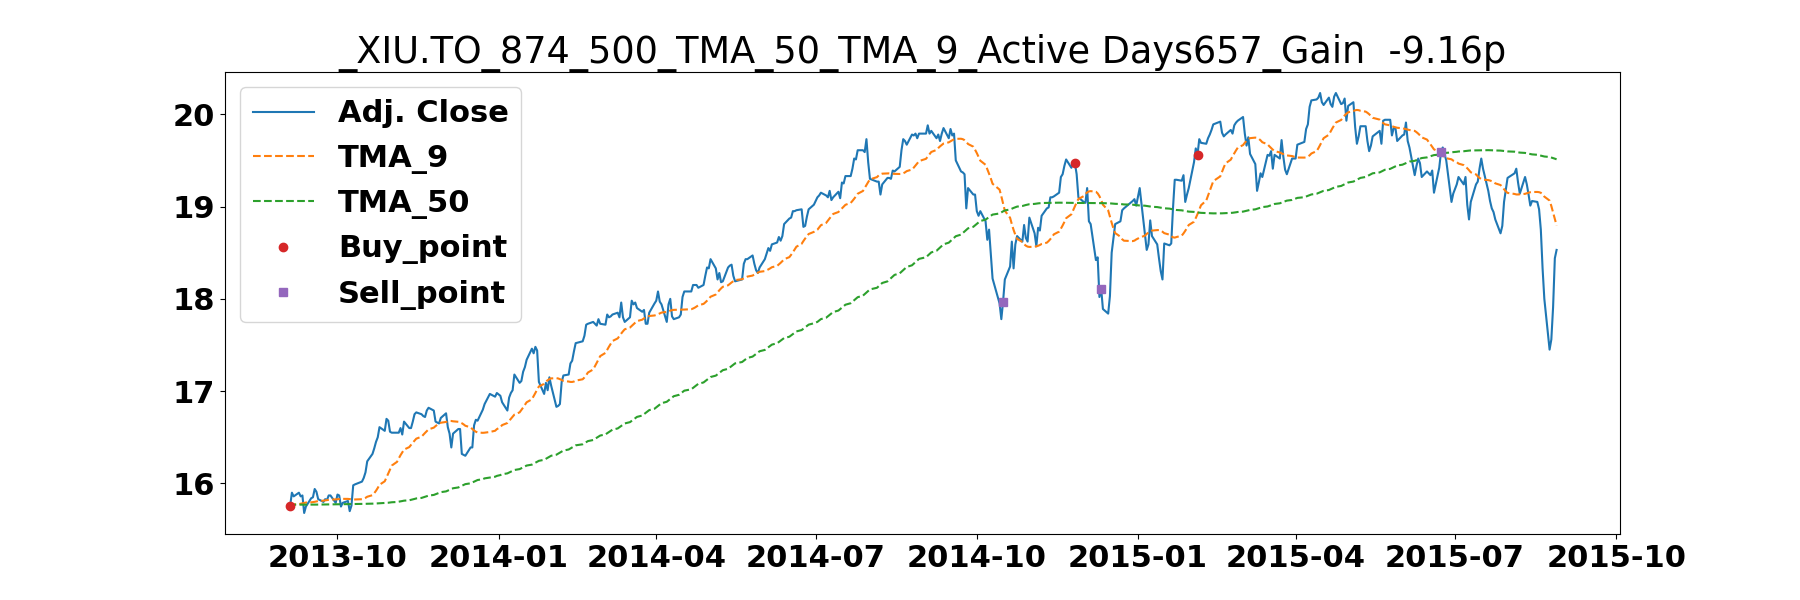 _XIU.TO_874_500_TMA_50_TMA_9_Active Days657_Gain  -9.16p
Adj. Close
TMA_9
TMA_50
Buy_point
Sell_point
20
19
18
17
16
2013-10 2014-01 2014-04 2014-07 2014-10 2015-01 2015-04 2015-07 2015-10